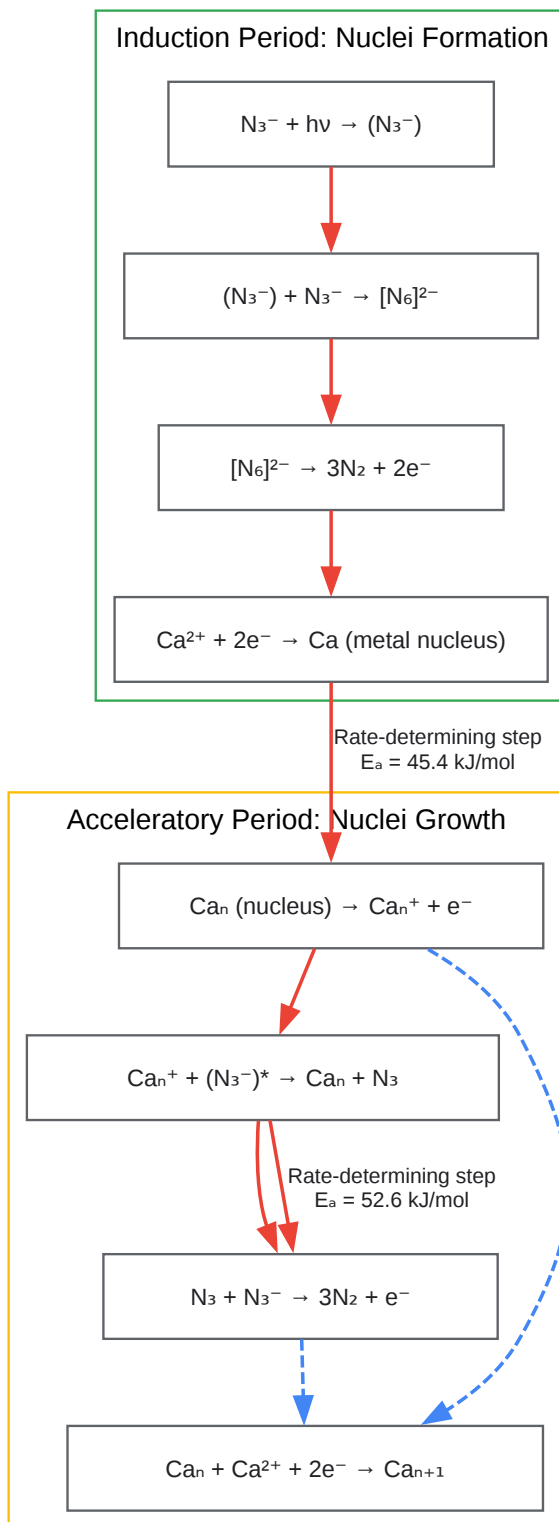 Induction Period: Nuclei Formation
N₃⁻ + hν → (N₃⁻)
(N₃⁻) + N₃⁻ → [N₆]²⁻
[N₆]²⁻ → 3N₂ + 2e⁻
Ca²⁺ + 2e⁻ → Ca (metal nucleus)
Rate-determining step
Eₐ = 45.4 kJ/mol
Acceleratory Period: Nuclei Growth
Caₙ (nucleus) → Caₙ⁺ + e⁻
Caₙ⁺ + (N₃⁻)* → Caₙ + N₃
Rate-determining step
Eₐ = 52.6 kJ/mol
N₃ + N₃⁻ → 3N₂ + e⁻
Caₙ + Ca²⁺ + 2e⁻ → Caₙ₊₁